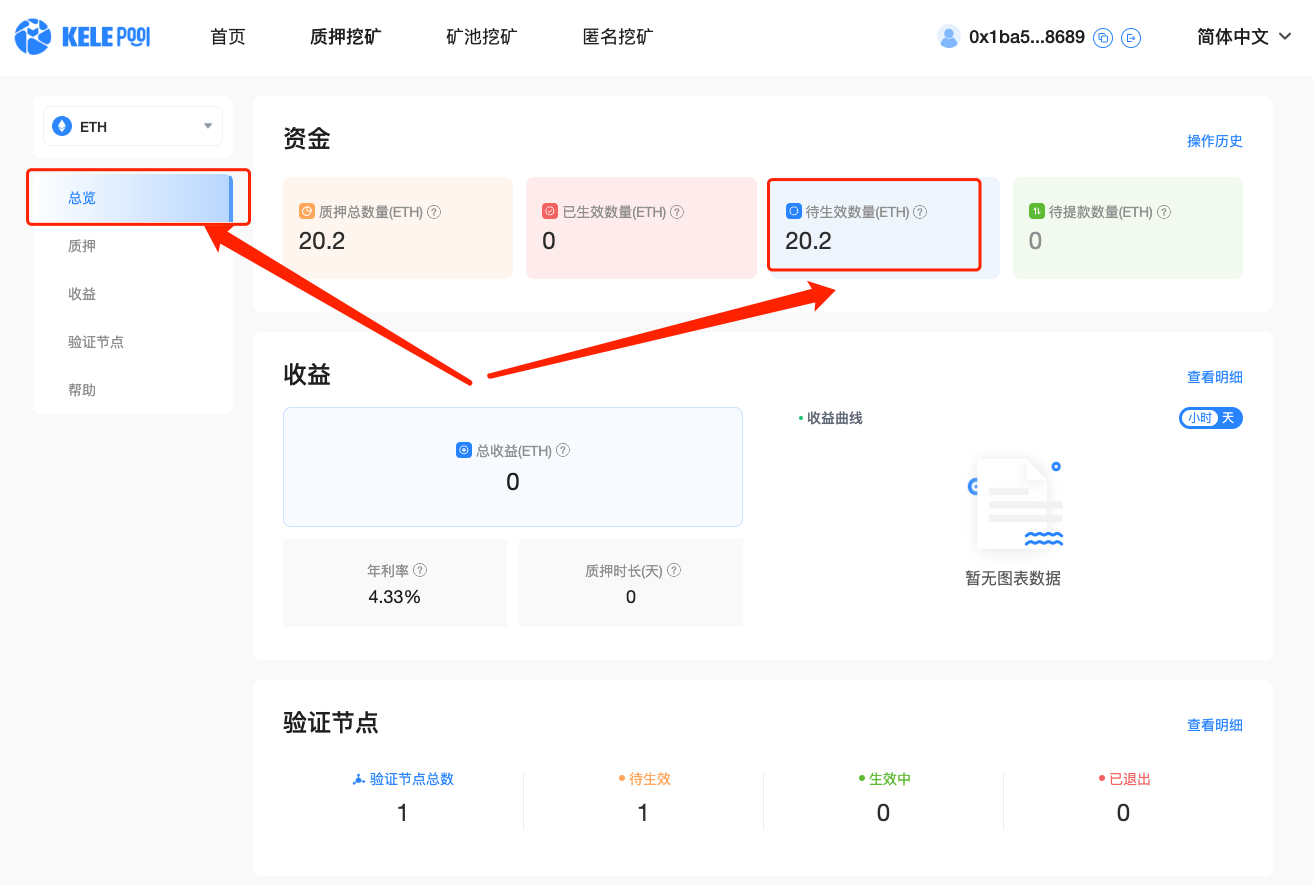 KELE POOL
首页
质押挖矿
矿池挖矿
匿名挖矿
0x1ba5...8689
简体中文
ETH
总览
质押
收益
验证节点
帮助
资金
操作历史
质押总数量(ETH) ?
20.2
已生效数量(ETH) ?
0
待生效数量(ETH) ?
20.2
待提款数量(ETH) ?
0
收益
查看明细
总收益(ETH) ?
0
年利率 ?
4.33%
质押时长(天) ?
0
收益曲线
小时 天
暂无图表数据
验证节点
查看明细
验证节点总数
1
待生效
1
生效中
0
已退出
0